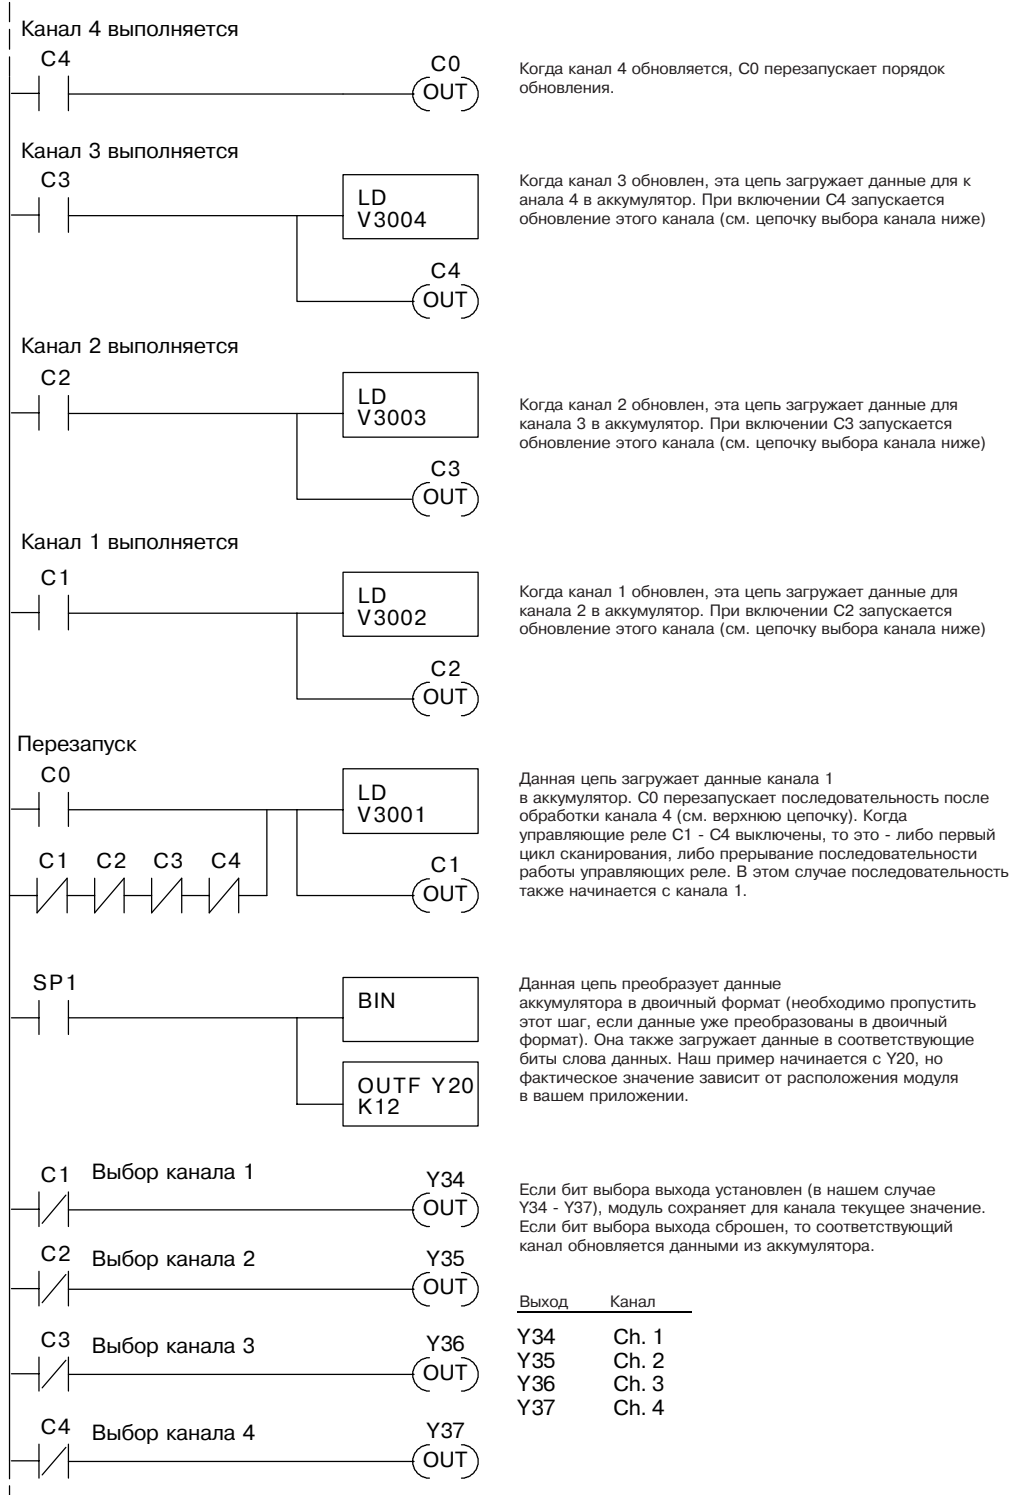 Канал 4 выполняется
C4
C0
OUT
Когда канал 4 обновляется, С0 перезапускает порядок
обновления.
Канал 3 выполняется
C3
LD
V3004
C4
OUT
Когда канал 3 обновлен, эта цепь загружает данные для к
анала 4 в аккумулятор. При включении С4 запускается
обновление этого канала (см. цепочку выбора канала ниже)
Канал 2 выполняется
C2
LD
V3003
C3
OUT
Когда канал 2 обновлен, эта цепь загружает данные для
канала 3 в аккумулятор. При включении С3 запускается
обновление этого канала (см. цепочку выбора канала ниже)
Канал 1 выполняется
C1
LD
V3002
C2
OUT
Когда канал 1 обновлен, эта цепь загружает данные для
канала 2 в аккумулятор. При включении С2 запускается
обновление этого канала (см. цепочку выбора канала ниже)
Перезапуск
C0
LD
V3001
C1 C2 C3 C4
C1
OUT
Данная цепь загружает данные канала 1
в аккумулятор. С0 перезапускает последовательность после
обработки канала 4 (см. верхнюю цепочку). Когда
управляющие реле С1 - С4 выключены, то это - либо первый
цикл сканирования, либо прерывание последовательности
работы управляющих реле. В этом случае последовательность
также начинается с канала 1.
SP1
BIN
OUTF Y20
K12
Данная цепь преобразует данные
аккумулятора в двоичный формат (необходимо пропустить
этот шаг, если данные уже преобразованы в двоичный
формат). Она также загружает данные в соответствующие
биты слова данных. Наш пример начинается с Y20, но
фактическое значение зависит от расположения модуля
в вашем приложении.
C1 Выбор канала 1 Y34
OUT
C2 Выбор канала 2 Y35
OUT
C3 Выбор канала 3 Y36
OUT
C4 Выбор канала 4 Y37
OUT
Если бит выбора выхода установлен (в нашем случае
Y34 - Y37), модуль сохраняет для канала текущее значение.
Если бит выбора выхода сброшен, то соответствующий
канал обновляется данными из аккумулятора.
Выход Канал
Y34 Ch. 1
Y35 Ch. 2
Y36 Ch. 3
Y37 Ch. 4